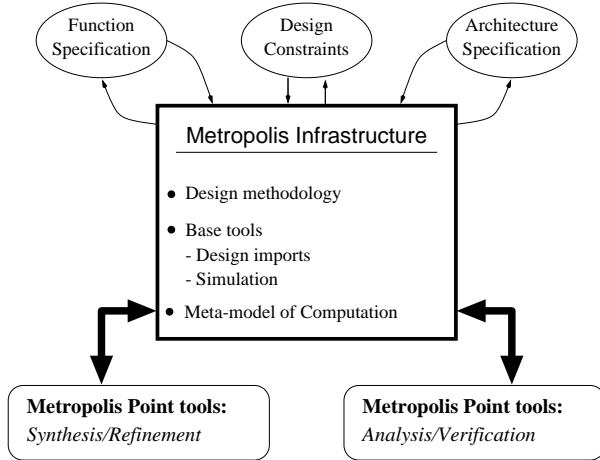 Function
Specification
Design
Constraints
Architecture
Specification
Metropolis Infrastructure
• Design methodology
• Base tools
- Design imports
- Simulation
• Meta-model of Computation
Metropolis Point tools:
Synthesis/Refinement
Metropolis Point tools:
Analysis/Verification